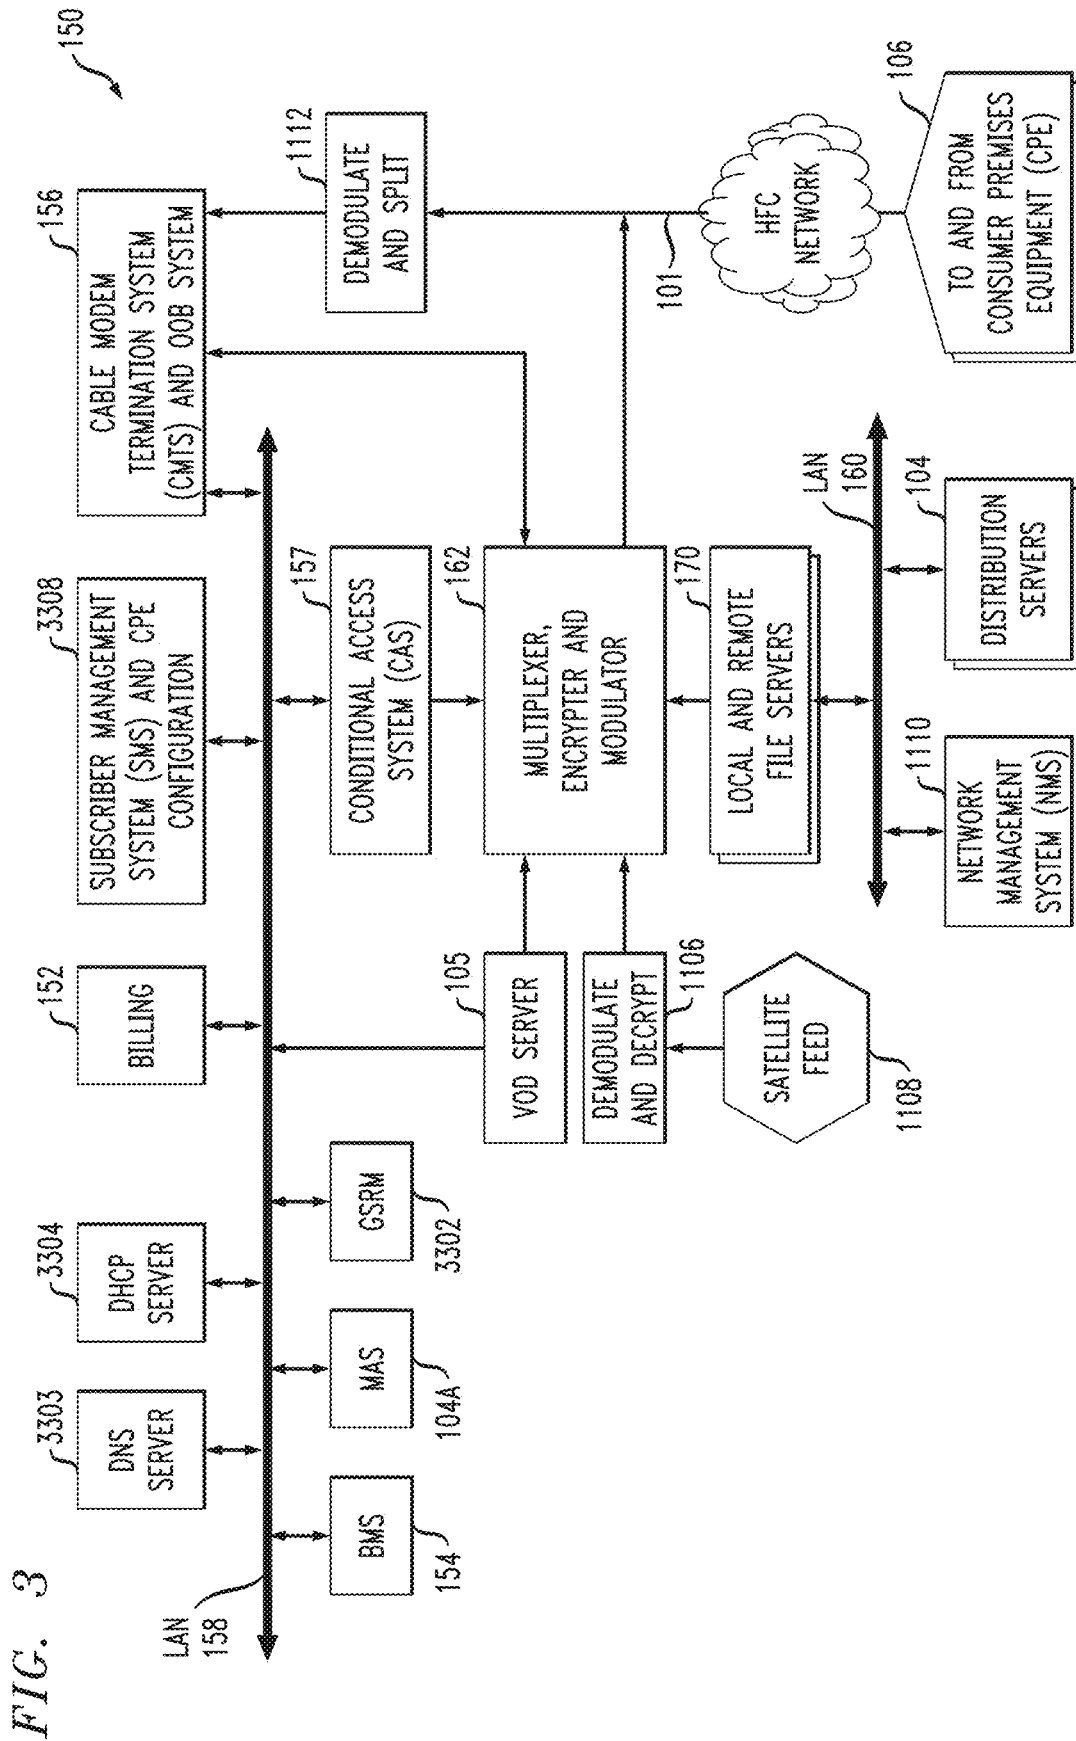 FIG. 3
150
3303
DNS
SERVER
3304
DHCP
SERVER
152
BILLING
3308
SUBSCRIBER MANAGEMENT
SYSTEM (SMS) AND CPE
CONFIGURATION
156
CABLE MODEM
TERMINATION SYSTEM
(CMTS) AND OOB SYSTEM
LAN
158
BMS
154
MAS
104A
GSRM
3302
157
CONDITIONAL ACCESS
SYSTEM (CAS)
1112
DEMODULATE
AND SPLIT
105
VOD SERVER
162
MULTIPLEXER,
ENCRYPTER AND
MODULATOR
DEMODULATE
AND DECRYPT
1106
101
SATELLITE
FEED
1108
170
LOCAL AND REMOTE
FILE SERVERS
HFC
NETWORK
LAN
160
1110
NETWORK
MANAGEMENT
SYSTEM (NMS)
104
DISTRIBUTION
SERVERS
106
TO AND FROM
CONSUMER PREMISES
EQUIPMENT (CPE)